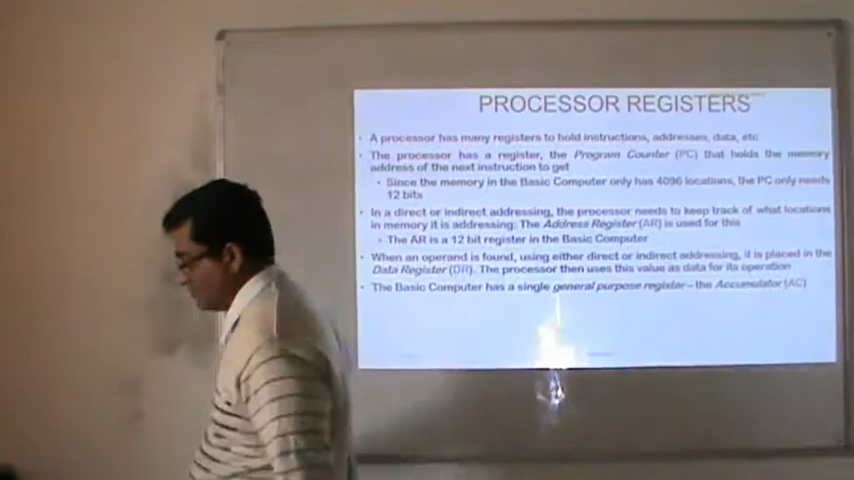 PROCESSOR REGISTERS
• A processor has many registers to hold instructions, addresses, data, etc
• The processor has a register, the Program Counter (PC) that holds the memory
address of the next instruction to get
• Since the memory in the Basic Computer only has 4096 locations, the PC only needs
12 bits
• In a direct or indirect addressing, the processor needs to keep track of what locations
in memory it is addressing: The Address Register (AR) is used for this
• The AR is a 12 bit register in the Basic Computer
• When an operand is found, using either direct or indirect addressing, it is placed in the
Data Register (DR). The processor then uses this value as data for its operation
• The Basic Computer has a single general purpose register – the Accumulator (AC)